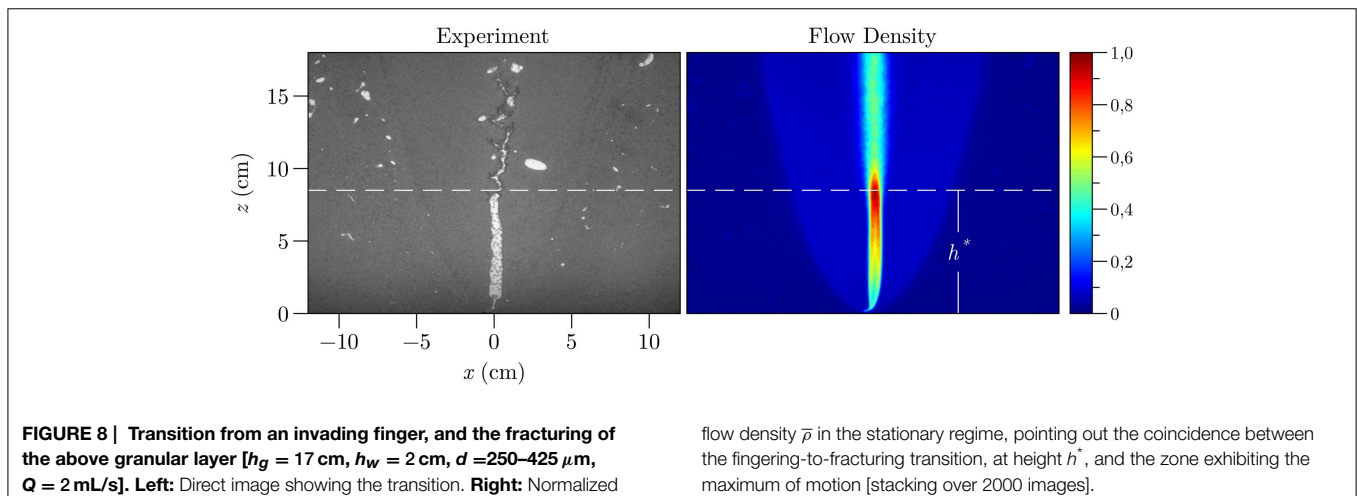 Experiment
Flow Density
15
10
5
0
z (cm)
−10
−5
0
5
10
x (cm)
h*
1,0
0,8
0,6
0,4
0,2
0
FIGURE 8 | Transition from an invading finger, and the fracturing of
the above granular layer [h_g = 17 cm, h_w = 2 cm, d =250–425 μm,
Q = 2 mL/s]. Left: Direct image showing the transition. Right: Normalized
flow density ρ̅ in the stationary regime, pointing out the coincidence between
the fingering-to-fracturing transition, at height h*, and the zone exhibiting the
maximum of motion [stacking over 2000 images].